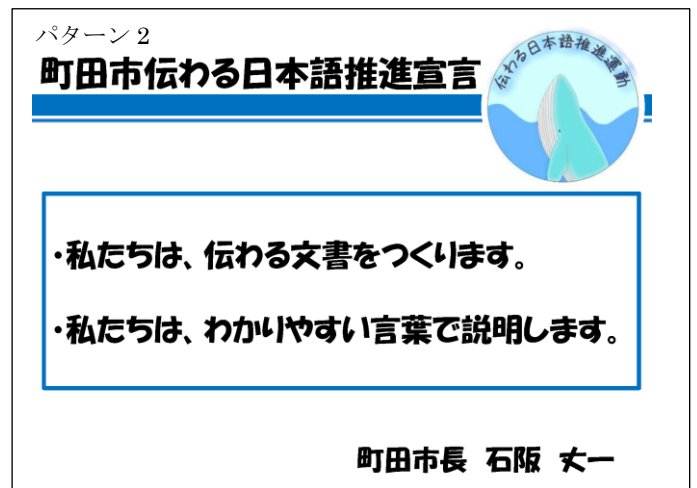 パターン 2
町田市伝わる日本語推進宣言
伝わる日本語推進運動
・私たちは、伝わる文書をつくります。
・私たちは、わかりやすい言葉で説明します。
町田市長 石阪 丈一